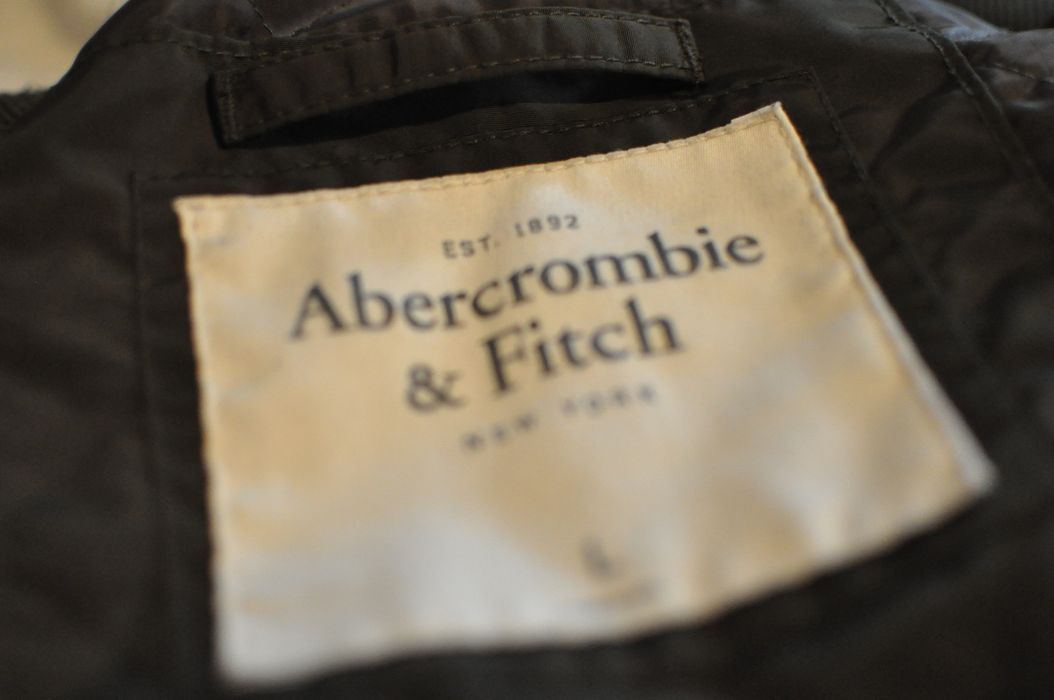 EST. 1892
Abercrombie
& Fitch
NEW YORK